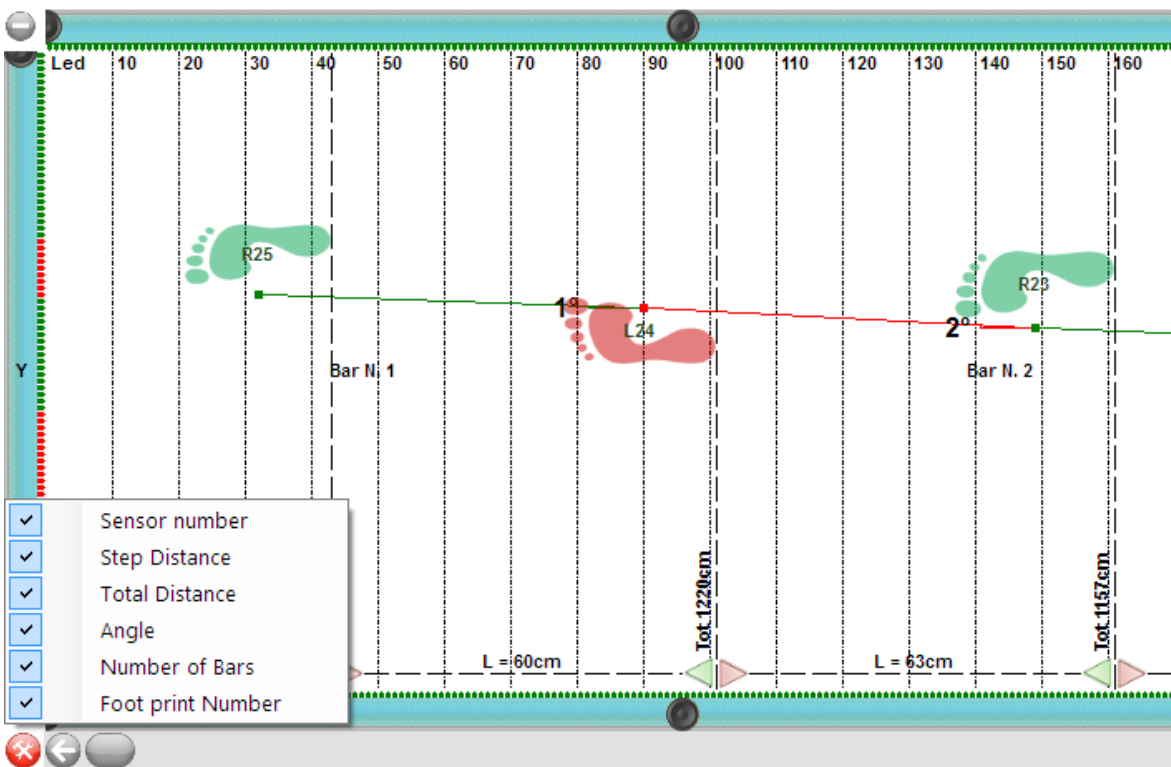 Led 10 20 30 40 50 60 70 80 90 100 110 120 130 140 150 160
R25
R23
1°
L24
2°
Y
Bar N. 1
Bar N. 2
Sensor number
Step Distance
Total Distance
Angle
Number of Bars
Foot print Number
Tot 1220cm
Tot 1157cm
L = 60cm
L = 63cm